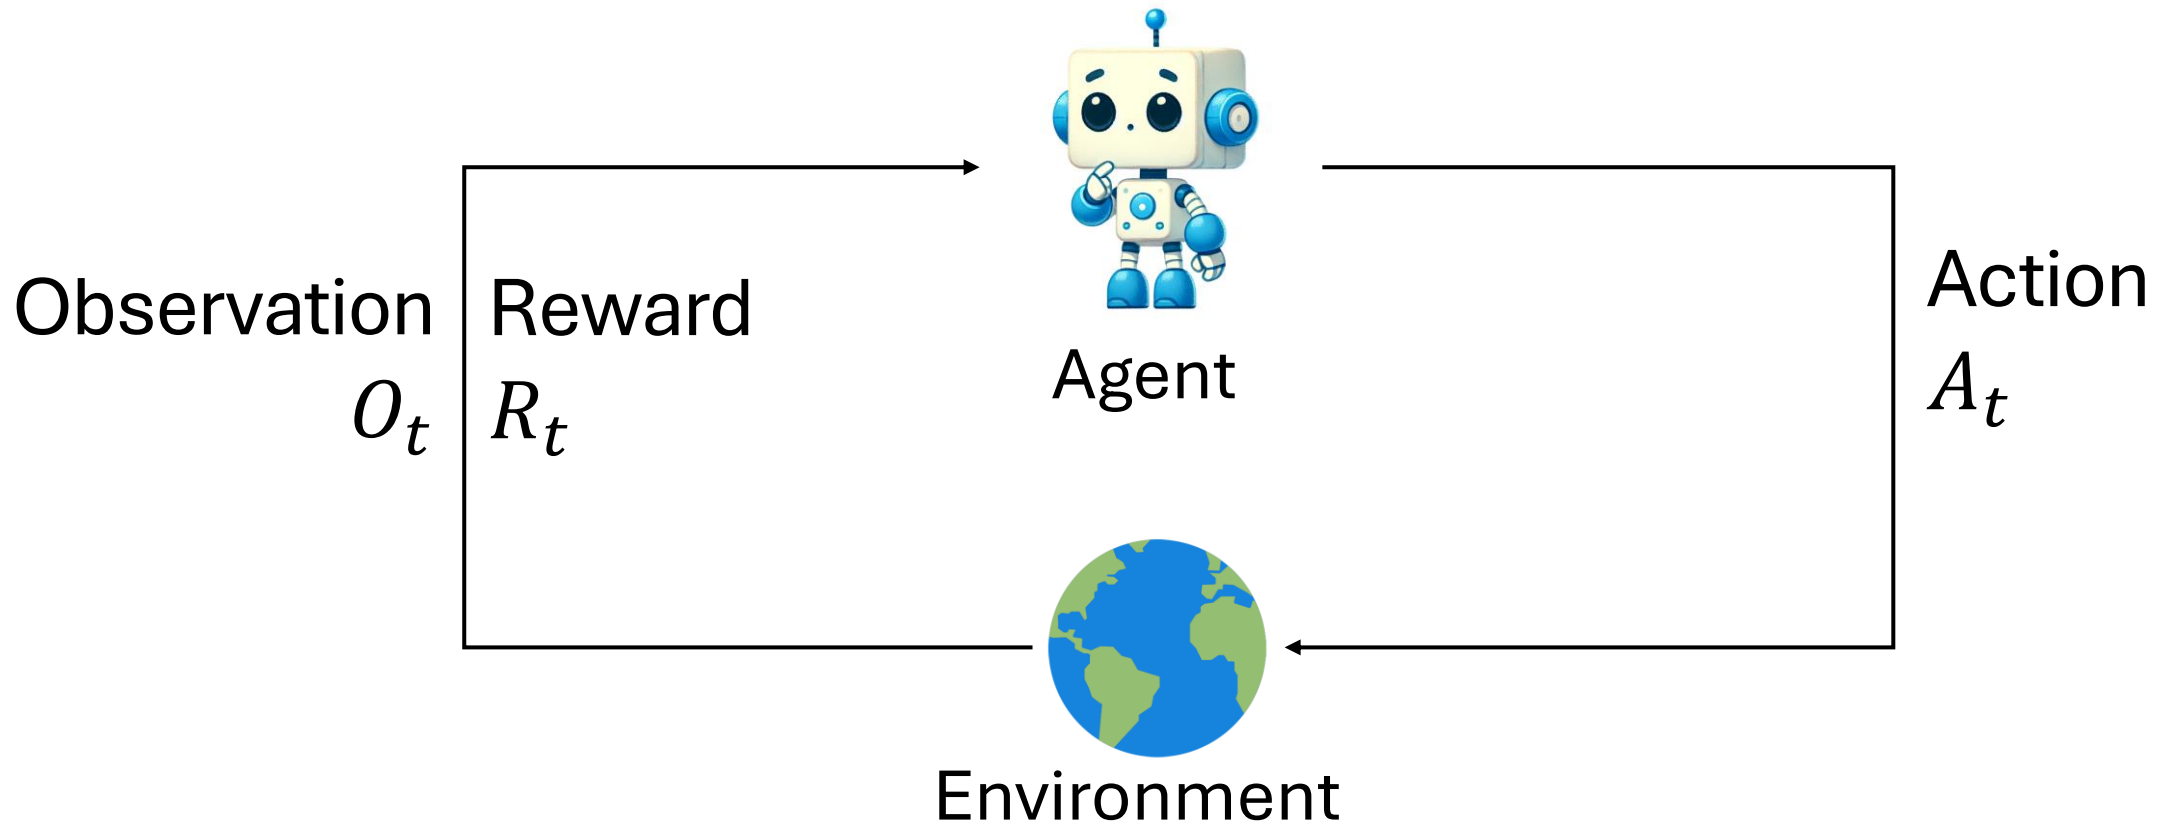 Observation
Reward
Action
O_t
R_t
A_t
Agent
Environment